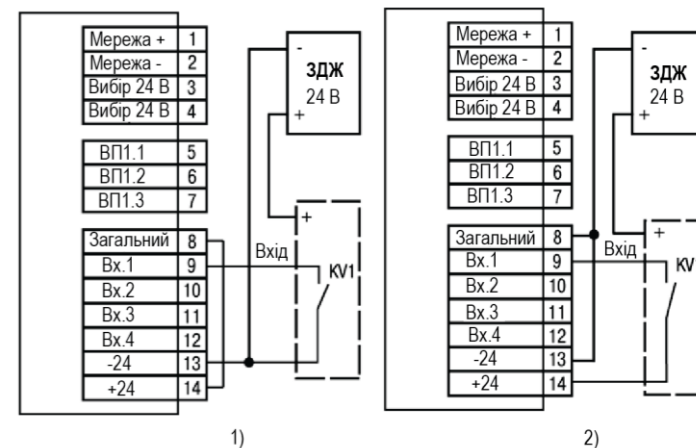 Мережа + 1
Мережа - 2
Вибір 24 В 3
Вибір 24 В 4
ВП1.1 5
ВП1.2 6
ВП1.3 7
Загальний 8
Вх.1 9
Вх.2 10
Вх.3 11
Вх.4 12
-24 13
+24 14
-
ЗДЖ
24 В
+
+
Вхід
KV1
1)
Мережа + 1
Мережа - 2
Вибір 24 В 3
Вибір 24 В 4
ВП1.1 5
ВП1.2 6
ВП1.3 7
Загальний 8
Вх.1 9
Вх.2 10
Вх.3 11
Вх.4 12
-24 13
+24 14
-
ЗДЖ
24 В
+
+
Вхід
KV
2)